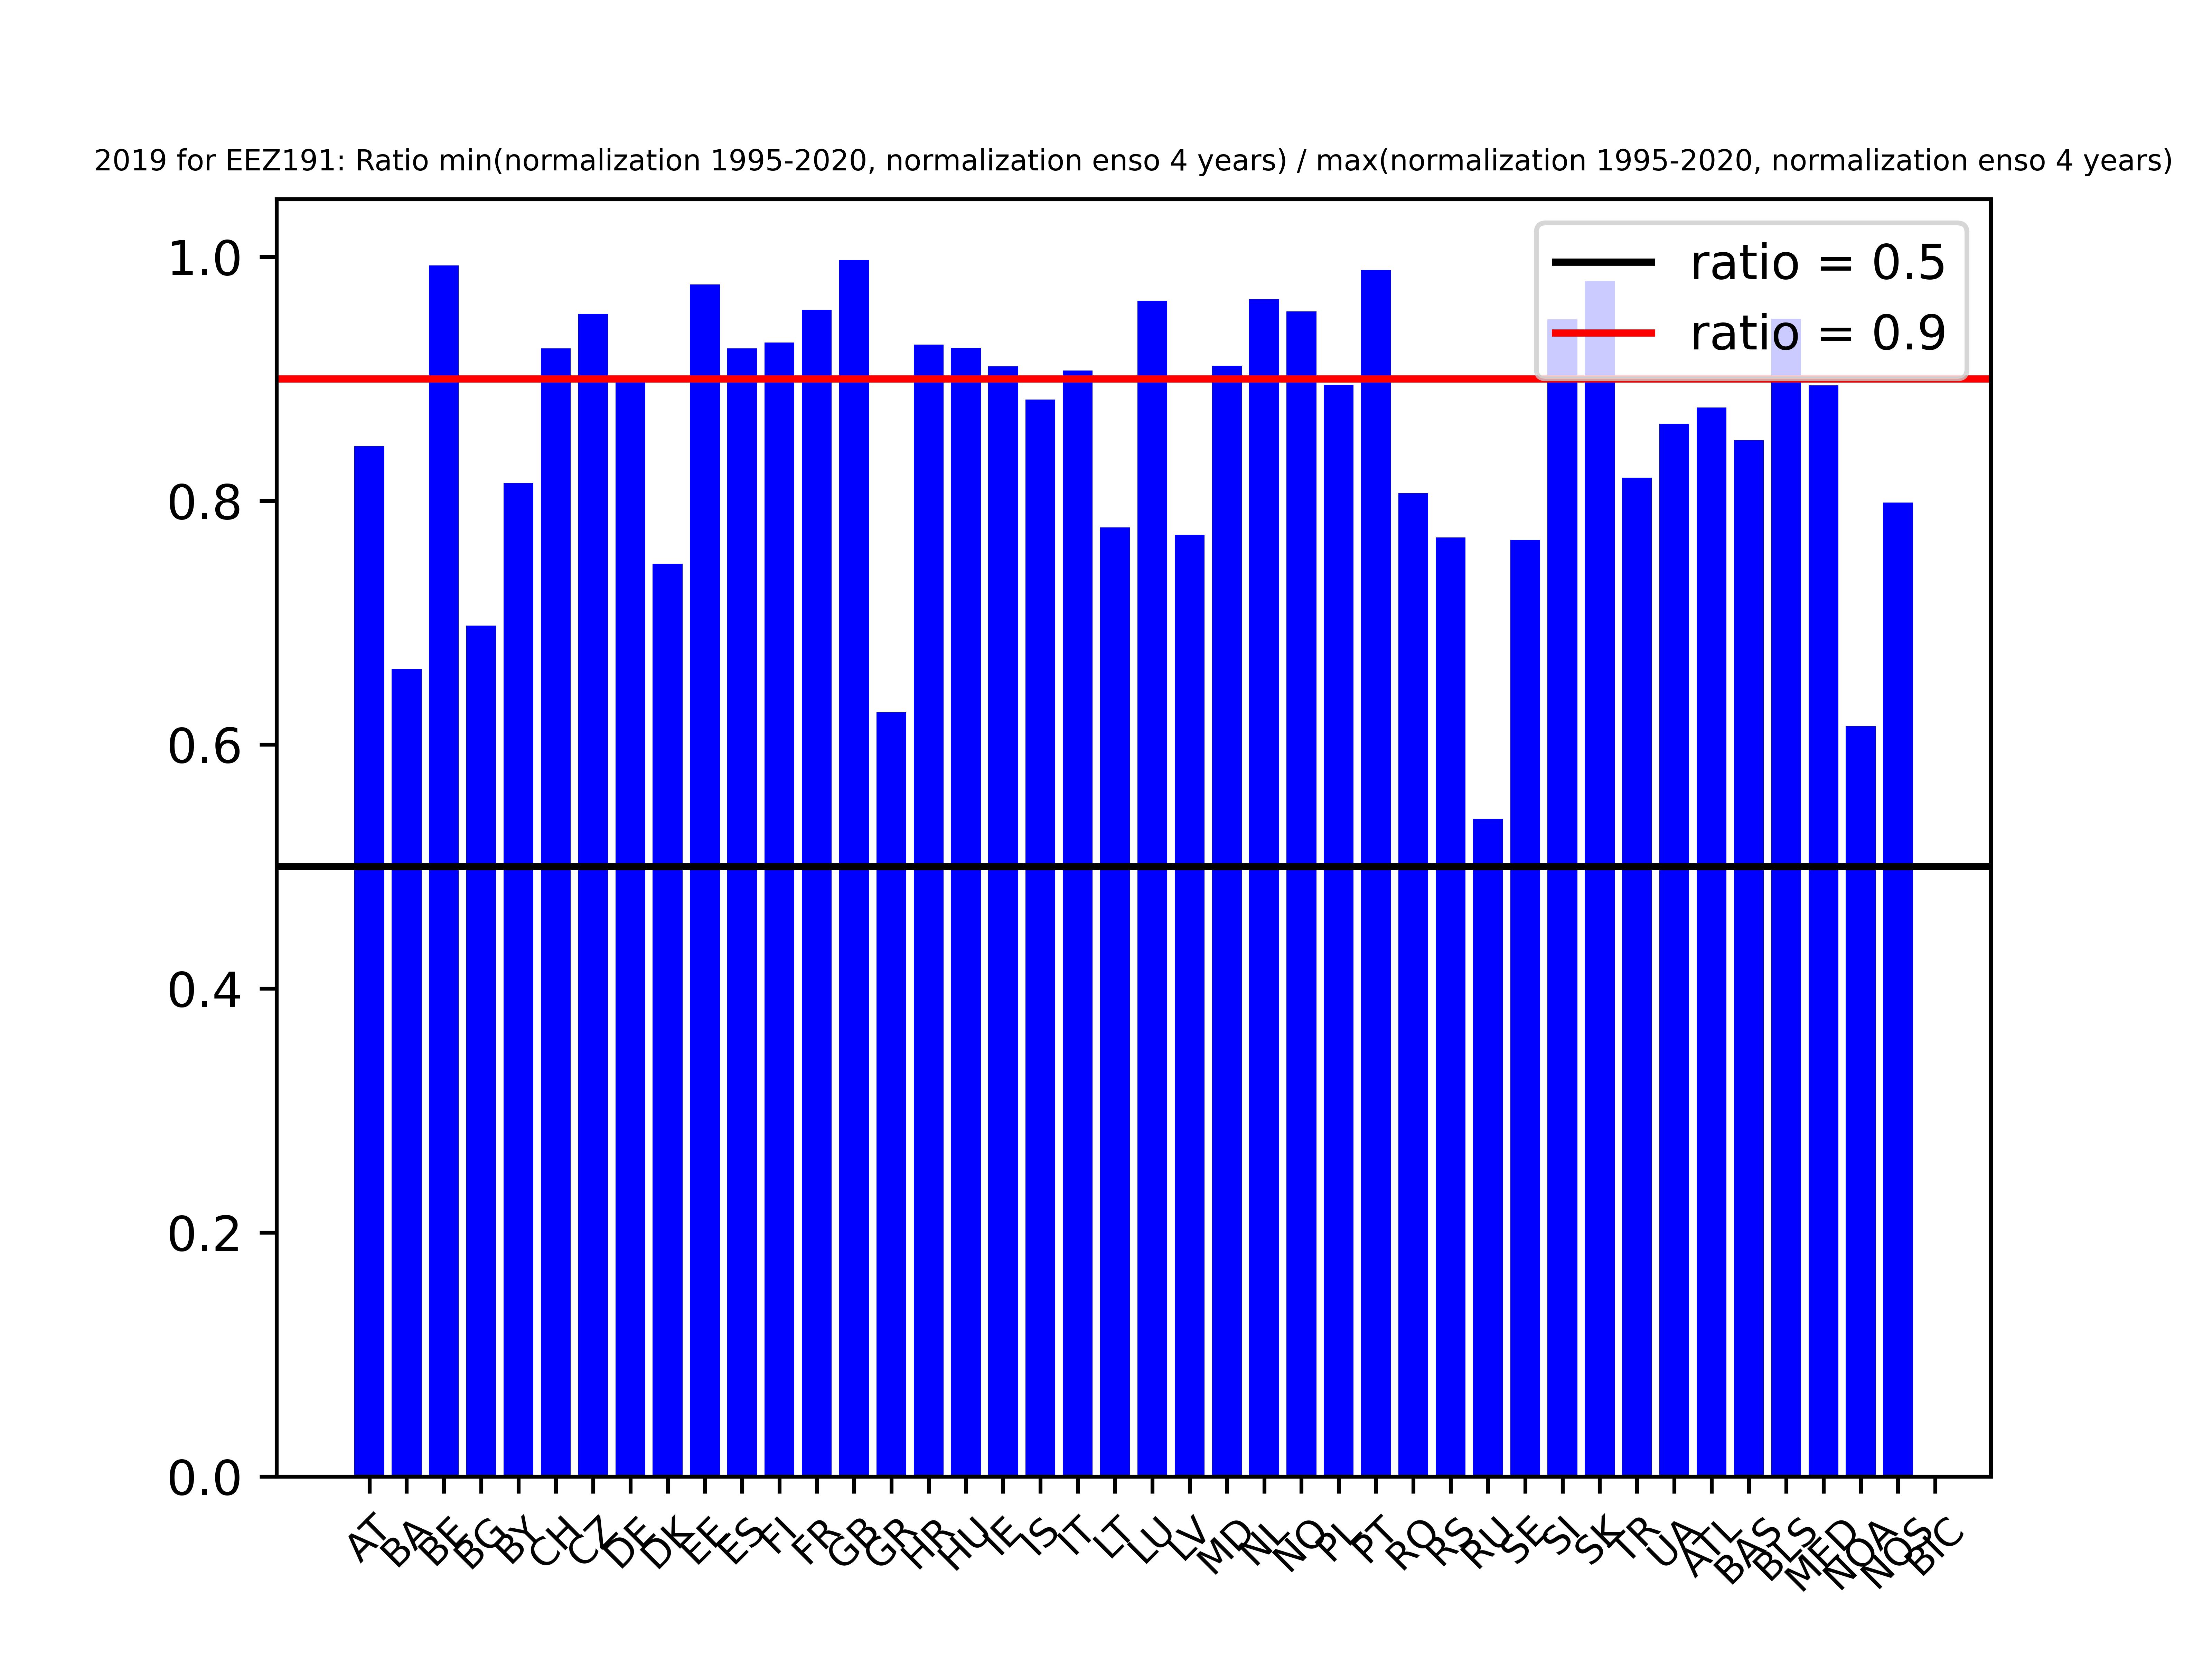 2019 for EEZ191: Ratio min(normalization 1995-2020, normalization enso 4 years) / max(normalization 1995-2020, normalization enso 4 years)
ratio = 0.5
ratio = 0.9
1.0
0.8
0.6
0.4
0.2
0.0
AT BA BE BG BY CH CZ DE DK EE ES FI FR GB GR HR HU IE IS IT LT LU LV MD NL NO PL PT RO RS RU SE SI SK TR UA ATL BAS BLS MED NOA NOS BIC